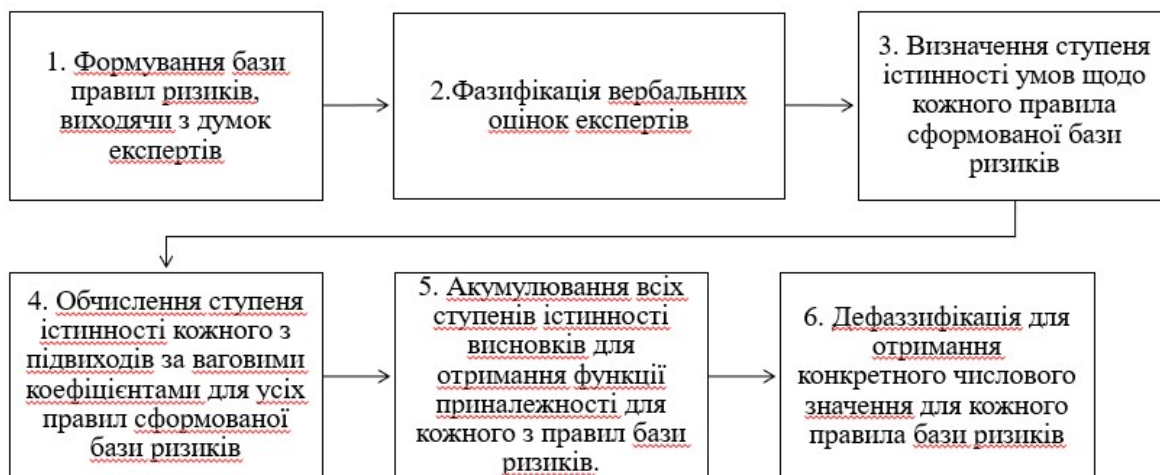 1. Формування бази
правил ризиків,
виходячи з думок
експертів
2.Фазифікація вербальних
оцінок експертів
3. Визначення ступеня
істинності умов щодо
кожного правила
сформованої бази
ризиків
4. Обчислення ступеня
істинності кожного з
підвиходів за ваговими
коефіцієнтами для усіх
правил сформованої
бази ризиків
5. Акумулювання всіх
ступенів істинності
висновків для
отримання функції
приналежності для
кожного з правил бази
ризиків.
6. Дефаззифікація для
отримання
конкретного числового
значення для кожного
правила бази ризиків